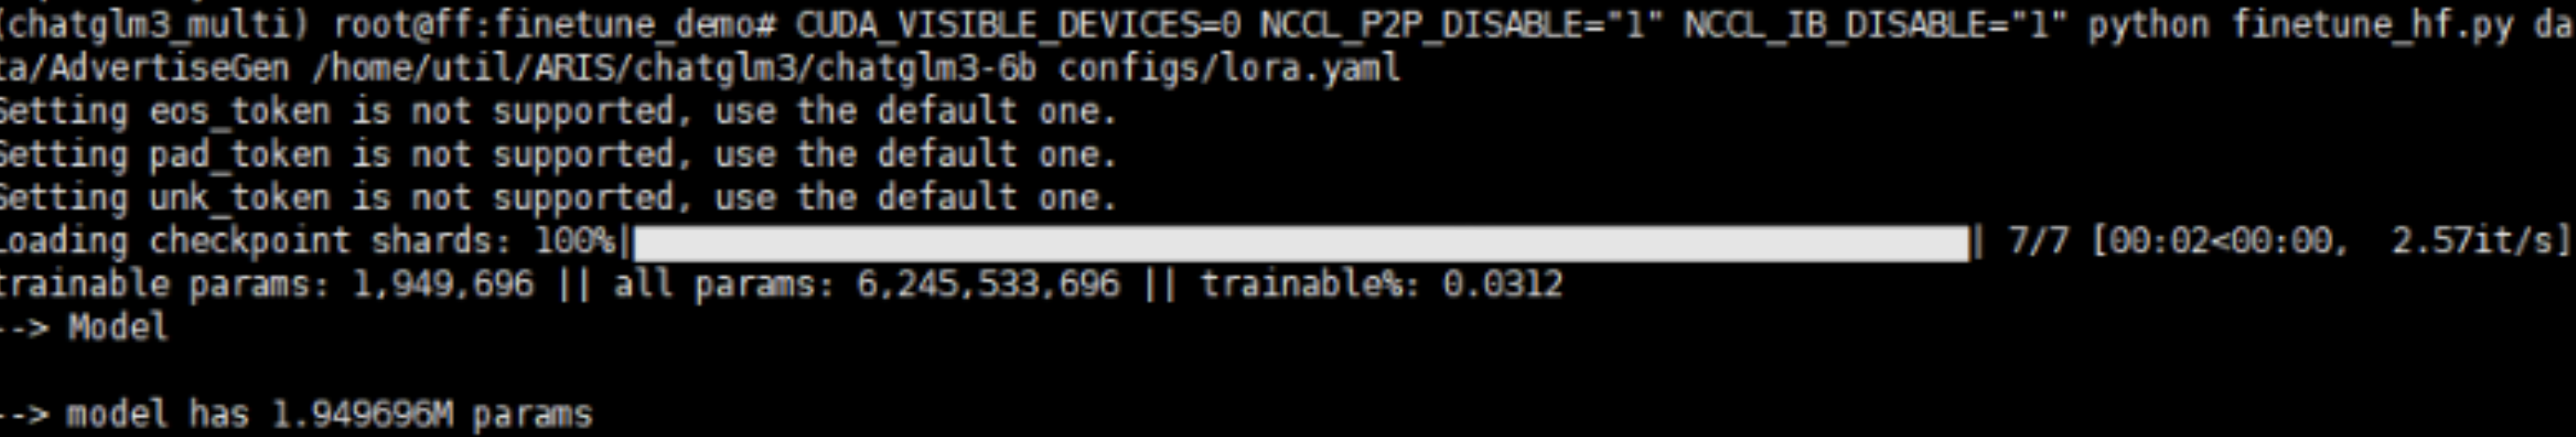 (chatglm3_multi) root@ff:finetune_demo# CUDA_VISIBLE_DEVICES=0 NCCL_P2P_DISABLE="1" NCCL_IB_DISABLE="1" python finetune_hf.py da
ta/AdvertiseGen /home/util/ARIS/chatglm3/chatglm3-6b configs/lora.yaml
Setting eos_token is not supported, use the default one.
Setting pad_token is not supported, use the default one.
Setting unk_token is not supported, use the default one.
Loading checkpoint shards: 100%|| 7/7 [00:02<00:00,  2.57it/s]
trainable params: 1,949,696 || all params: 6,245,533,696 || trainable%: 0.0312
--> Model
--> model has 1.949696M params